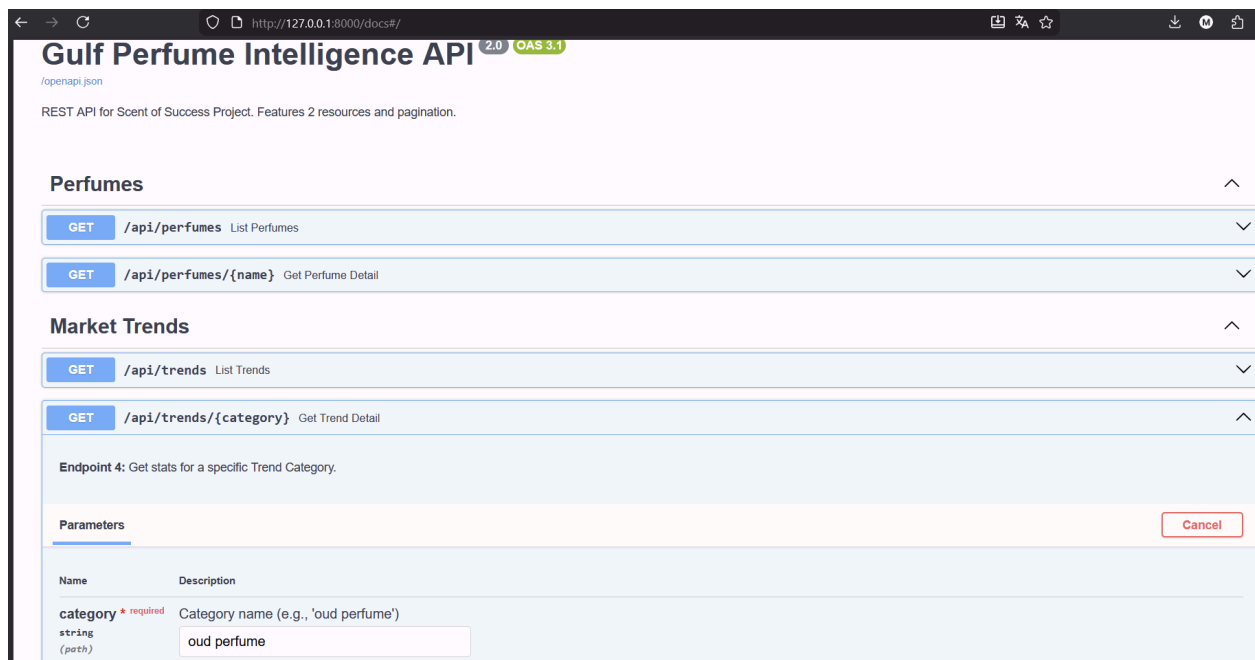 http://127.0.0.1:8000/docs#/
M
Gulf Perfume Intelligence API 2.0 OAS 3.1
/openapi.json
REST API for Scent of Success Project. Features 2 resources and pagination.
Perfumes
GET /api/perfumes List Perfumes
GET /api/perfumes/{name} Get Perfume Detail
Market Trends
GET /api/trends List Trends
GET /api/trends/{category} Get Trend Detail
Endpoint 4: Get stats for a specific Trend Category.
Parameters Cancel
Name Description
category * required Category name (e.g., 'oud perfume')
string
(path)
oud perfume